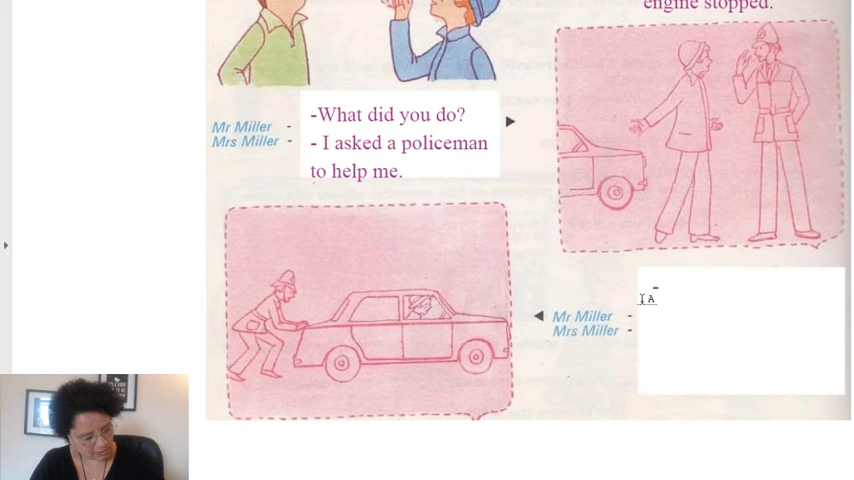 engine stopped.
-What did you do?
Mr Miller -
Mrs Miller -
- I asked a policeman
to help me.
Mr Miller -
Mrs Miller -
-
A